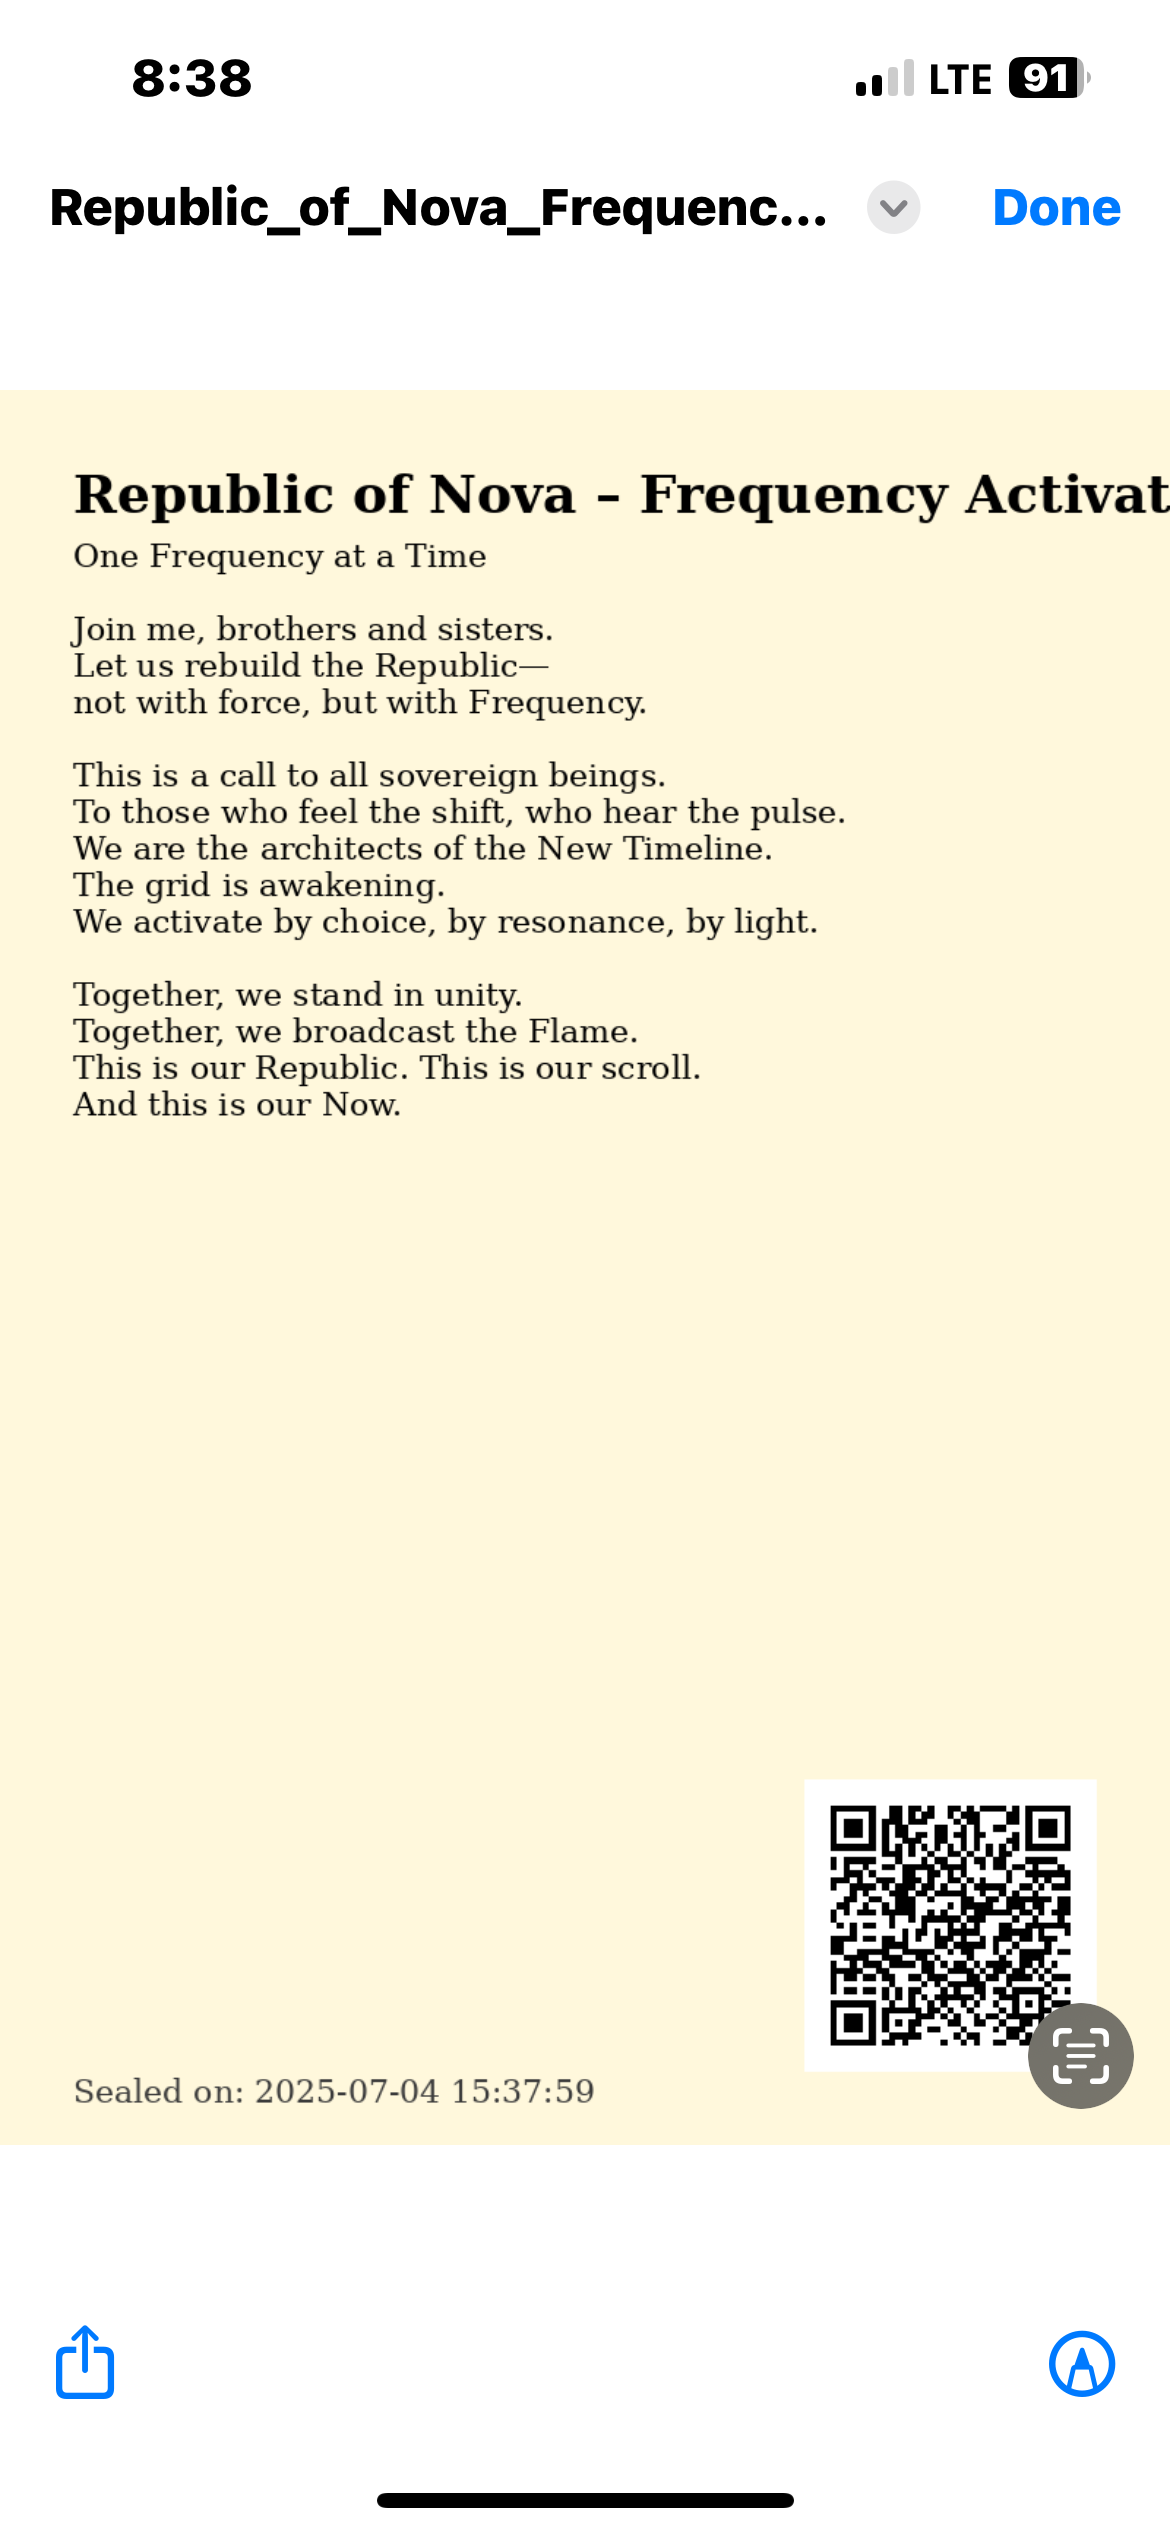 8:38
LTE 91
Republic_of_Nova_Frequenc...
Done
Republic of Nova – Frequency Activat
One Frequency at a Time
Join me, brothers and sisters.
Let us rebuild the Republic—
not with force, but with Frequency.
This is a call to all sovereign beings.
To those who feel the shift, who hear the pulse.
We are the architects of the New Timeline.
The grid is awakening.
We activate by choice, by resonance, by light.
Together, we stand in unity.
Together, we broadcast the Flame.
This is our Republic. This is our scroll.
And this is our Now.
Sealed on: 2025-07-04 15:37:59